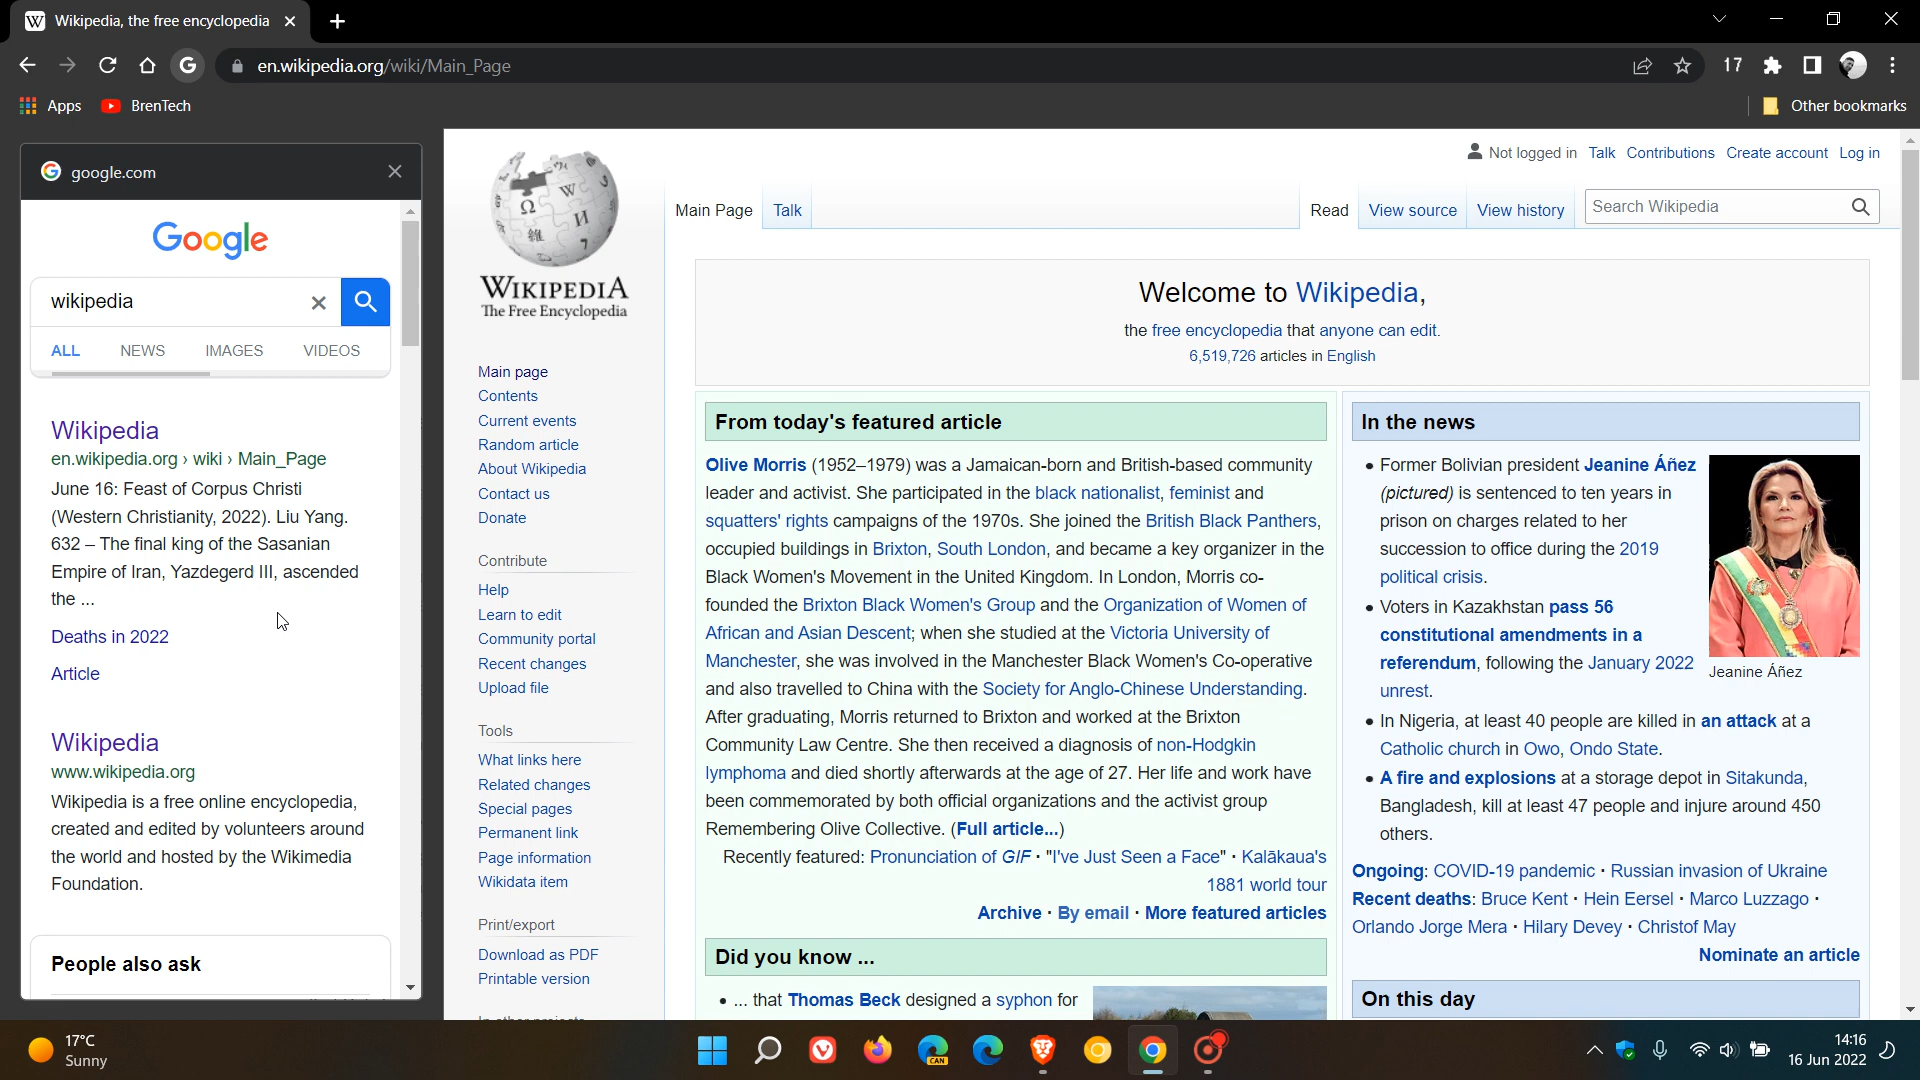 Wikipedia, the free encyclopedia
en.wikipedia.org/wiki/Main_Page
17
Apps
BrenTech
Other bookmarks
google.com
Google
wikipedia
ALL NEWS IMAGES VIDEOS
Wikipedia
en.wikipedia.org › wiki › Main_Page
June 16: Feast of Corpus Christi
(Western Christianity, 2022). Liu Yang.
632 – The final king of the Sasanian
Empire of Iran, Yazdegerd III, ascended
the ...
Deaths in 2022
Article
Wikipedia
www.wikipedia.org
Wikipedia is a free online encyclopedia,
created and edited by volunteers around
the world and hosted by the Wikimedia
Foundation.
People also ask
WIKIPEDIA
The Free Encyclopedia
Main page
Contents
Current events
Random article
About Wikipedia
Contact us
Donate
Contribute
Help
Learn to edit
Community portal
Recent changes
Upload file
Tools
What links here
Related changes
Special pages
Permanent link
Page information
Wikidata item
Print/export
Download as PDF
Printable version
Not logged in Talk Contributions Create account Log in
Main Page Talk
Read View source View history
Search Wikipedia
Welcome to Wikipedia,
the free encyclopedia that anyone can edit.
6,519,726 articles in English
From today's featured article
Olive Morris (1952–1979) was a Jamaican-born and British-based community
leader and activist. She participated in the black nationalist, feminist and
squatters' rights campaigns of the 1970s. She joined the British Black Panthers,
occupied buildings in Brixton, South London, and became a key organizer in the
Black Women's Movement in the United Kingdom. In London, Morris co-
founded the Brixton Black Women's Group and the Organization of Women of
African and Asian Descent; when she studied at the Victoria University of
Manchester, she was involved in the Manchester Black Women's Co-operative
and also travelled to China with the Society for Anglo-Chinese Understanding.
After graduating, Morris returned to Brixton and worked at the Brixton
Community Law Centre. She then received a diagnosis of non-Hodgkin
lymphoma and died shortly afterwards at the age of 27. Her life and work have
been commemorated by both official organizations and the activist group
Remembering Olive Collective. (Full article...)
Recently featured: Pronunciation of GIF · "I've Just Seen a Face" · Kalākaua's
1881 world tour
Archive · By email · More featured articles
Did you know ...
• ... that Thomas Beck designed a syphon for
In the news
• Former Bolivian president Jeanine Áñez
(pictured) is sentenced to ten years in
prison on charges related to her
succession to office during the 2019
political crisis.
• Voters in Kazakhstan pass 56
constitutional amendments in a
referendum, following the January 2022
unrest.
Jeanine Áñez
• In Nigeria, at least 40 people are killed in an attack at a
Catholic church in Owo, Ondo State.
• A fire and explosions at a storage depot in Sitakunda,
Bangladesh, kill at least 47 people and injure around 450
others.
Ongoing: COVID-19 pandemic · Russian invasion of Ukraine
Recent deaths: Bruce Kent · Hein Eersel · Marco Luzzago ·
Orlando Jorge Mera · Hilary Devey · Christof May
Nominate an article
On this day
17°C
Sunny
CAN
14:16
16 Jun 2022